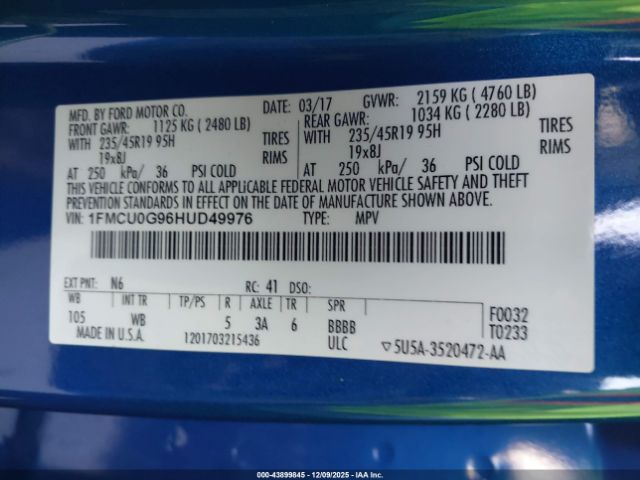 MFD. BY FORD MOTOR CO. DATE: 03/17 GVWR: 2159 KG ( 4760 LB)
FRONT GAWR: 1125 KG ( 2480 LB) REAR GAWR: 1034 KG ( 2280 LB)
WITH 235/45R19 95H TIRES WITH 235/45R19 95H TIRES
19x8J RIMS 19x8J RIMS
AT 250 kPa/ 36 PSI COLD AT 250 kPa/ 36 PSI COLD
THIS VEHICLE CONFORMS TO ALL APPLICABLE FEDERAL MOTOR VEHICLE SAFETY AND THEFT
PREVENTION STANDARDS IN EFFECT ON THE DATE OF MANUFACTURE SHOWN ABOVE.
VIN: 1FMCU0G96HUD49976 TYPE: MPV
EXT PNT: N6 RC: 41 DSO:
WB INT TR TP/PS R AXLE TR SPR F0032
105 WB 5 3A 6 BBBB T0233
MADE IN U.S.A. 1201703215436 ULC ▽5U5A-3520472-AA
000-43899845 - 12/09/2025 - IAA Inc.